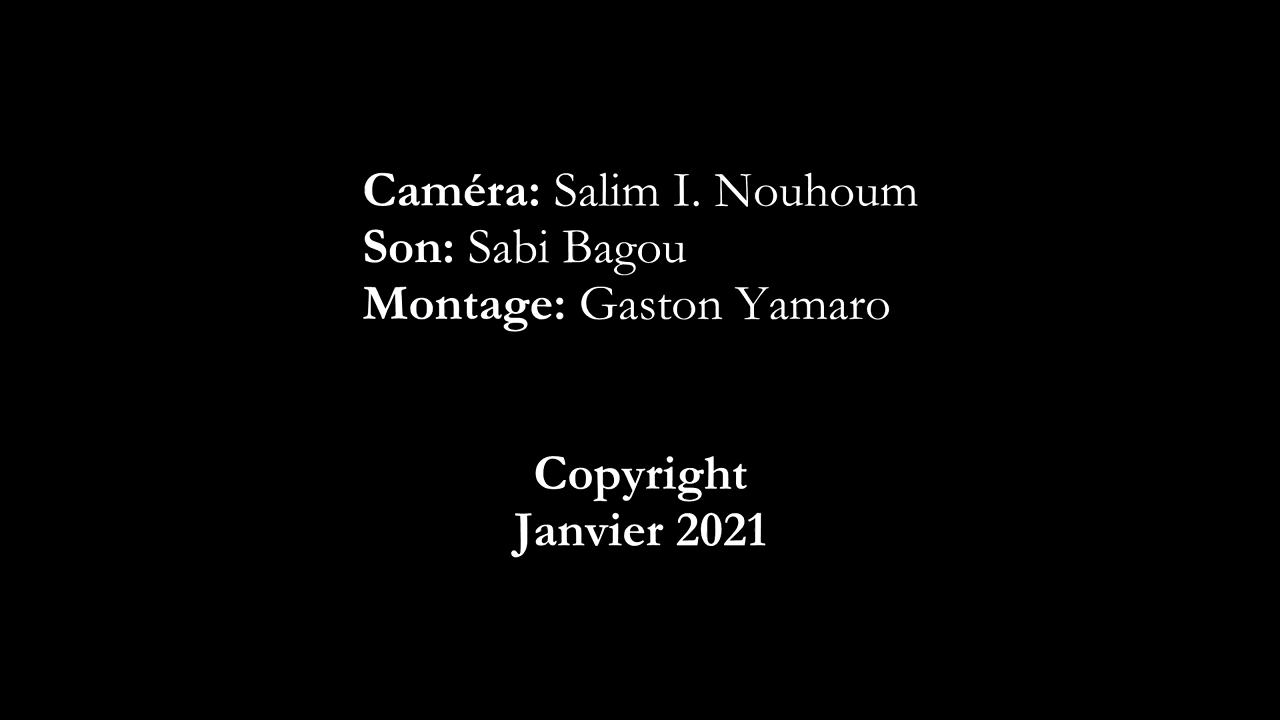 Caméra: Salim I. Nouhoum
Son: Sabi Bagou
Montage: Gaston Yamaro
Copyright
Janvier 2021